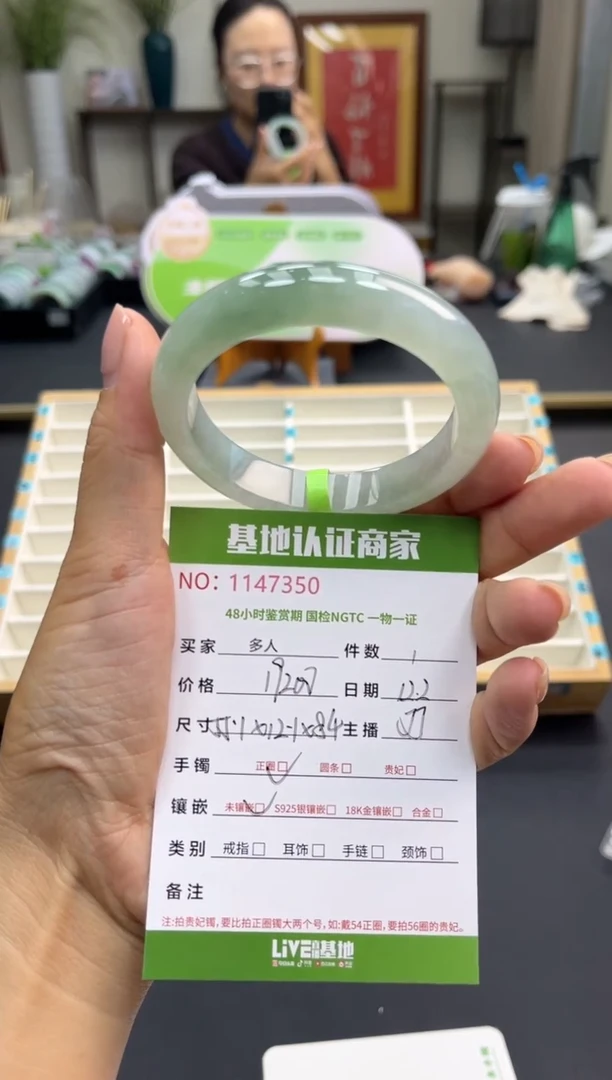 基地认证商家
NO: 1147350
48小时鉴赏期 国检NGTC 一物一证
买家 多人 件数 1
价格 日期 12.2
尺寸 主播
手镯 正圈□ 圆条□ 贵妃□
镶嵌 未镶嵌□ S925银镶嵌□ 18K金镶嵌□ 合金□
类别 戒指□ 耳饰□ 手链□ 颈饰□
备注
注:拍贵妃镯,要比拍正圈镯大两个号,如:戴54正圈,要拍56圈的贵妃。
LiVE 基地